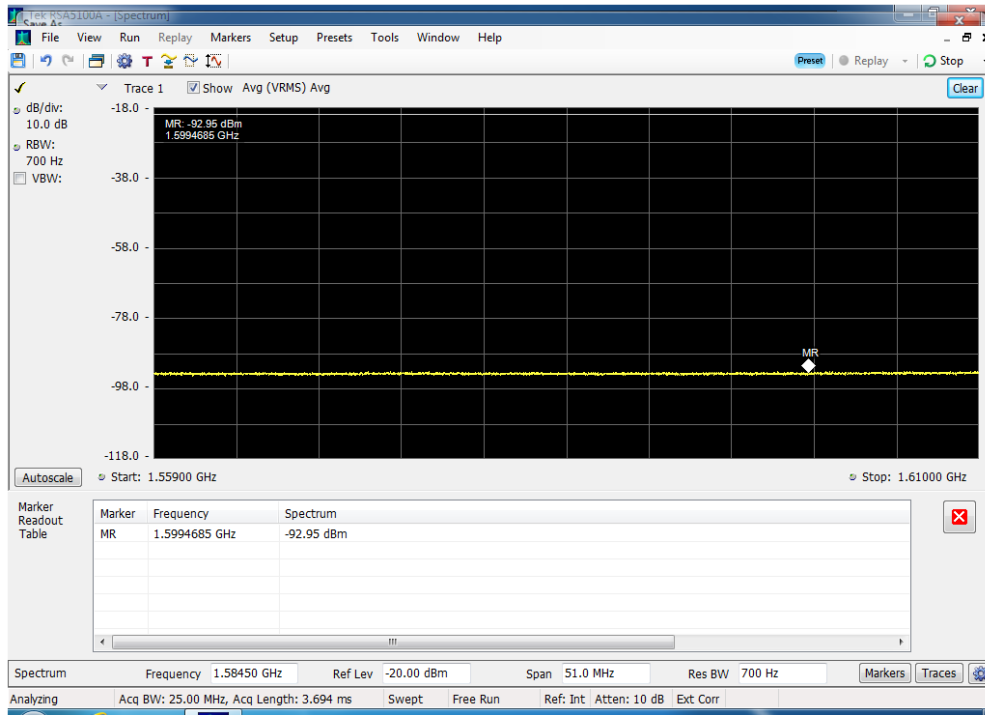 Tek RSA5100A - [Spectrum]
Save As
File View Run Replay Markers Setup Presets Tools Window Help
Preset Replay Stop
Trace 1 Show Avg (VRMS) Avg Clear
dB/div:
10.0 dB
RBW:
700 Hz
VBW:
-18.0 -
MR: -92.95 dBm
1.5994685 GHz
-38.0 -
-58.0 -
-78.0 -
MR
-98.0 -
-118.0 -
Autoscale Start: 1.55900 GHz Stop: 1.61000 GHz
Marker
Readout
Table
Marker Frequency Spectrum
MR 1.5994685 GHz -92.95 dBm
Spectrum Frequency 1.58450 GHz Ref Lev -20.00 dBm Span 51.0 MHz Res BW 700 Hz Markers Traces
Analyzing Acq BW: 25.00 MHz, Acq Length: 3.694 ms Swept Free Run Ref: Int Atten: 10 dB Ext Corr